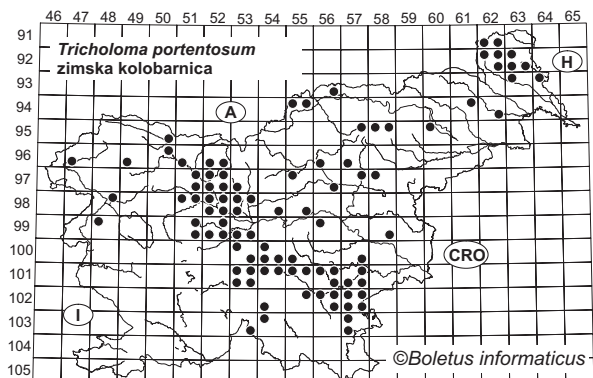 46 47 48 49 50 51 52 53 54 55 56 57 58 59 60 61 62 63 64 65
91
Tricholoma portentosum
zimska kolobarnica
92
H
93
94
A
95
96
97
98
99
100
CRO
101
102
I
103
104
©Boletus informaticus
105